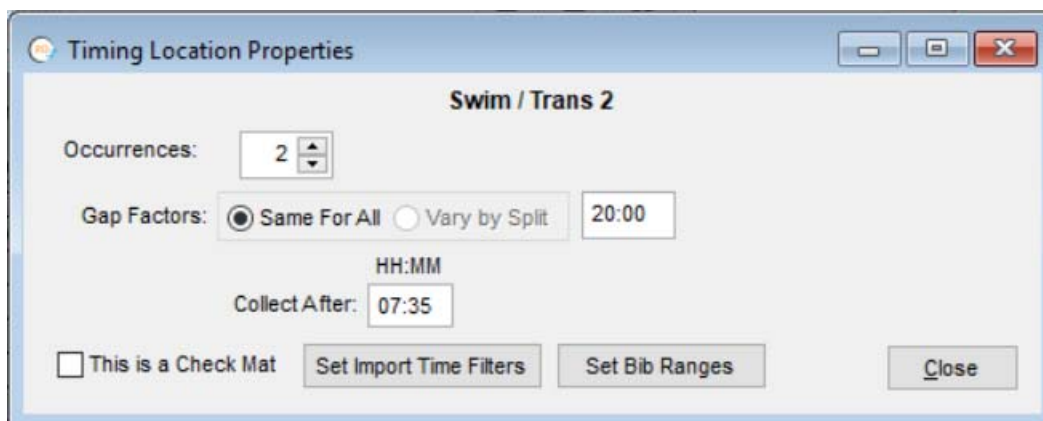 Timing Location Properties
Swim / Trans 2
Occurrences: 2
Gap Factors: Same For All Vary by Split 20:00
HH:MM
Collect After: 07:35
This is a Check Mat Set Import Time Filters Set Bib Ranges Close